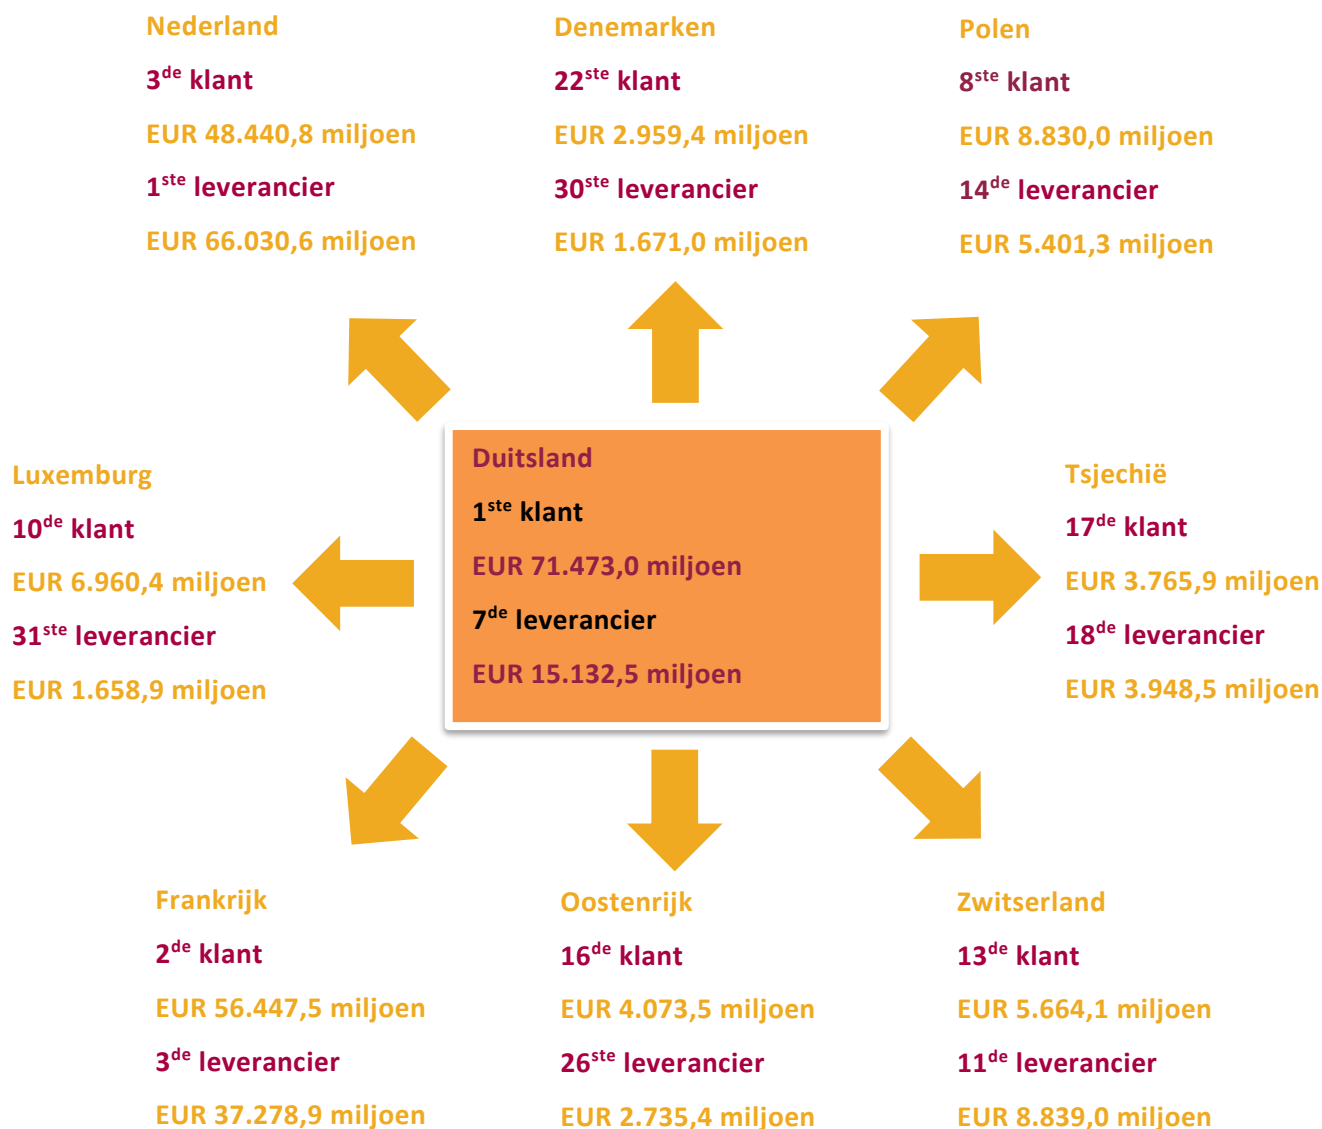 Nederland
3de klant
EUR 48.440,8 miljoen
1ste leverancier
EUR 66.030,6 miljoen
Denemarken
22ste klant
EUR 2.959,4 miljoen
30ste leverancier
EUR 1.671,0 miljoen
Polen
8ste klant
EUR 8.830,0 miljoen
14de leverancier
EUR 5.401,3 miljoen
Luxemburg
10de klant
EUR 6.960,4 miljoen
31ste leverancier
EUR 1.658,9 miljoen
Duitsland
1ste klant
EUR 71.473,0 miljoen
7de leverancier
EUR 15.132,5 miljoen
Tsjechië
17de klant
EUR 3.765,9 miljoen
18de leverancier
EUR 3.948,5 miljoen
Frankrijk
2de klant
EUR 56.447,5 miljoen
3de leverancier
EUR 37.278,9 miljoen
Oostenrijk
16de klant
EUR 4.073,5 miljoen
26ste leverancier
EUR 2.735,4 miljoen
Zwitserland
13de klant
EUR 5.664,1 miljoen
11de leverancier
EUR 8.839,0 miljoen